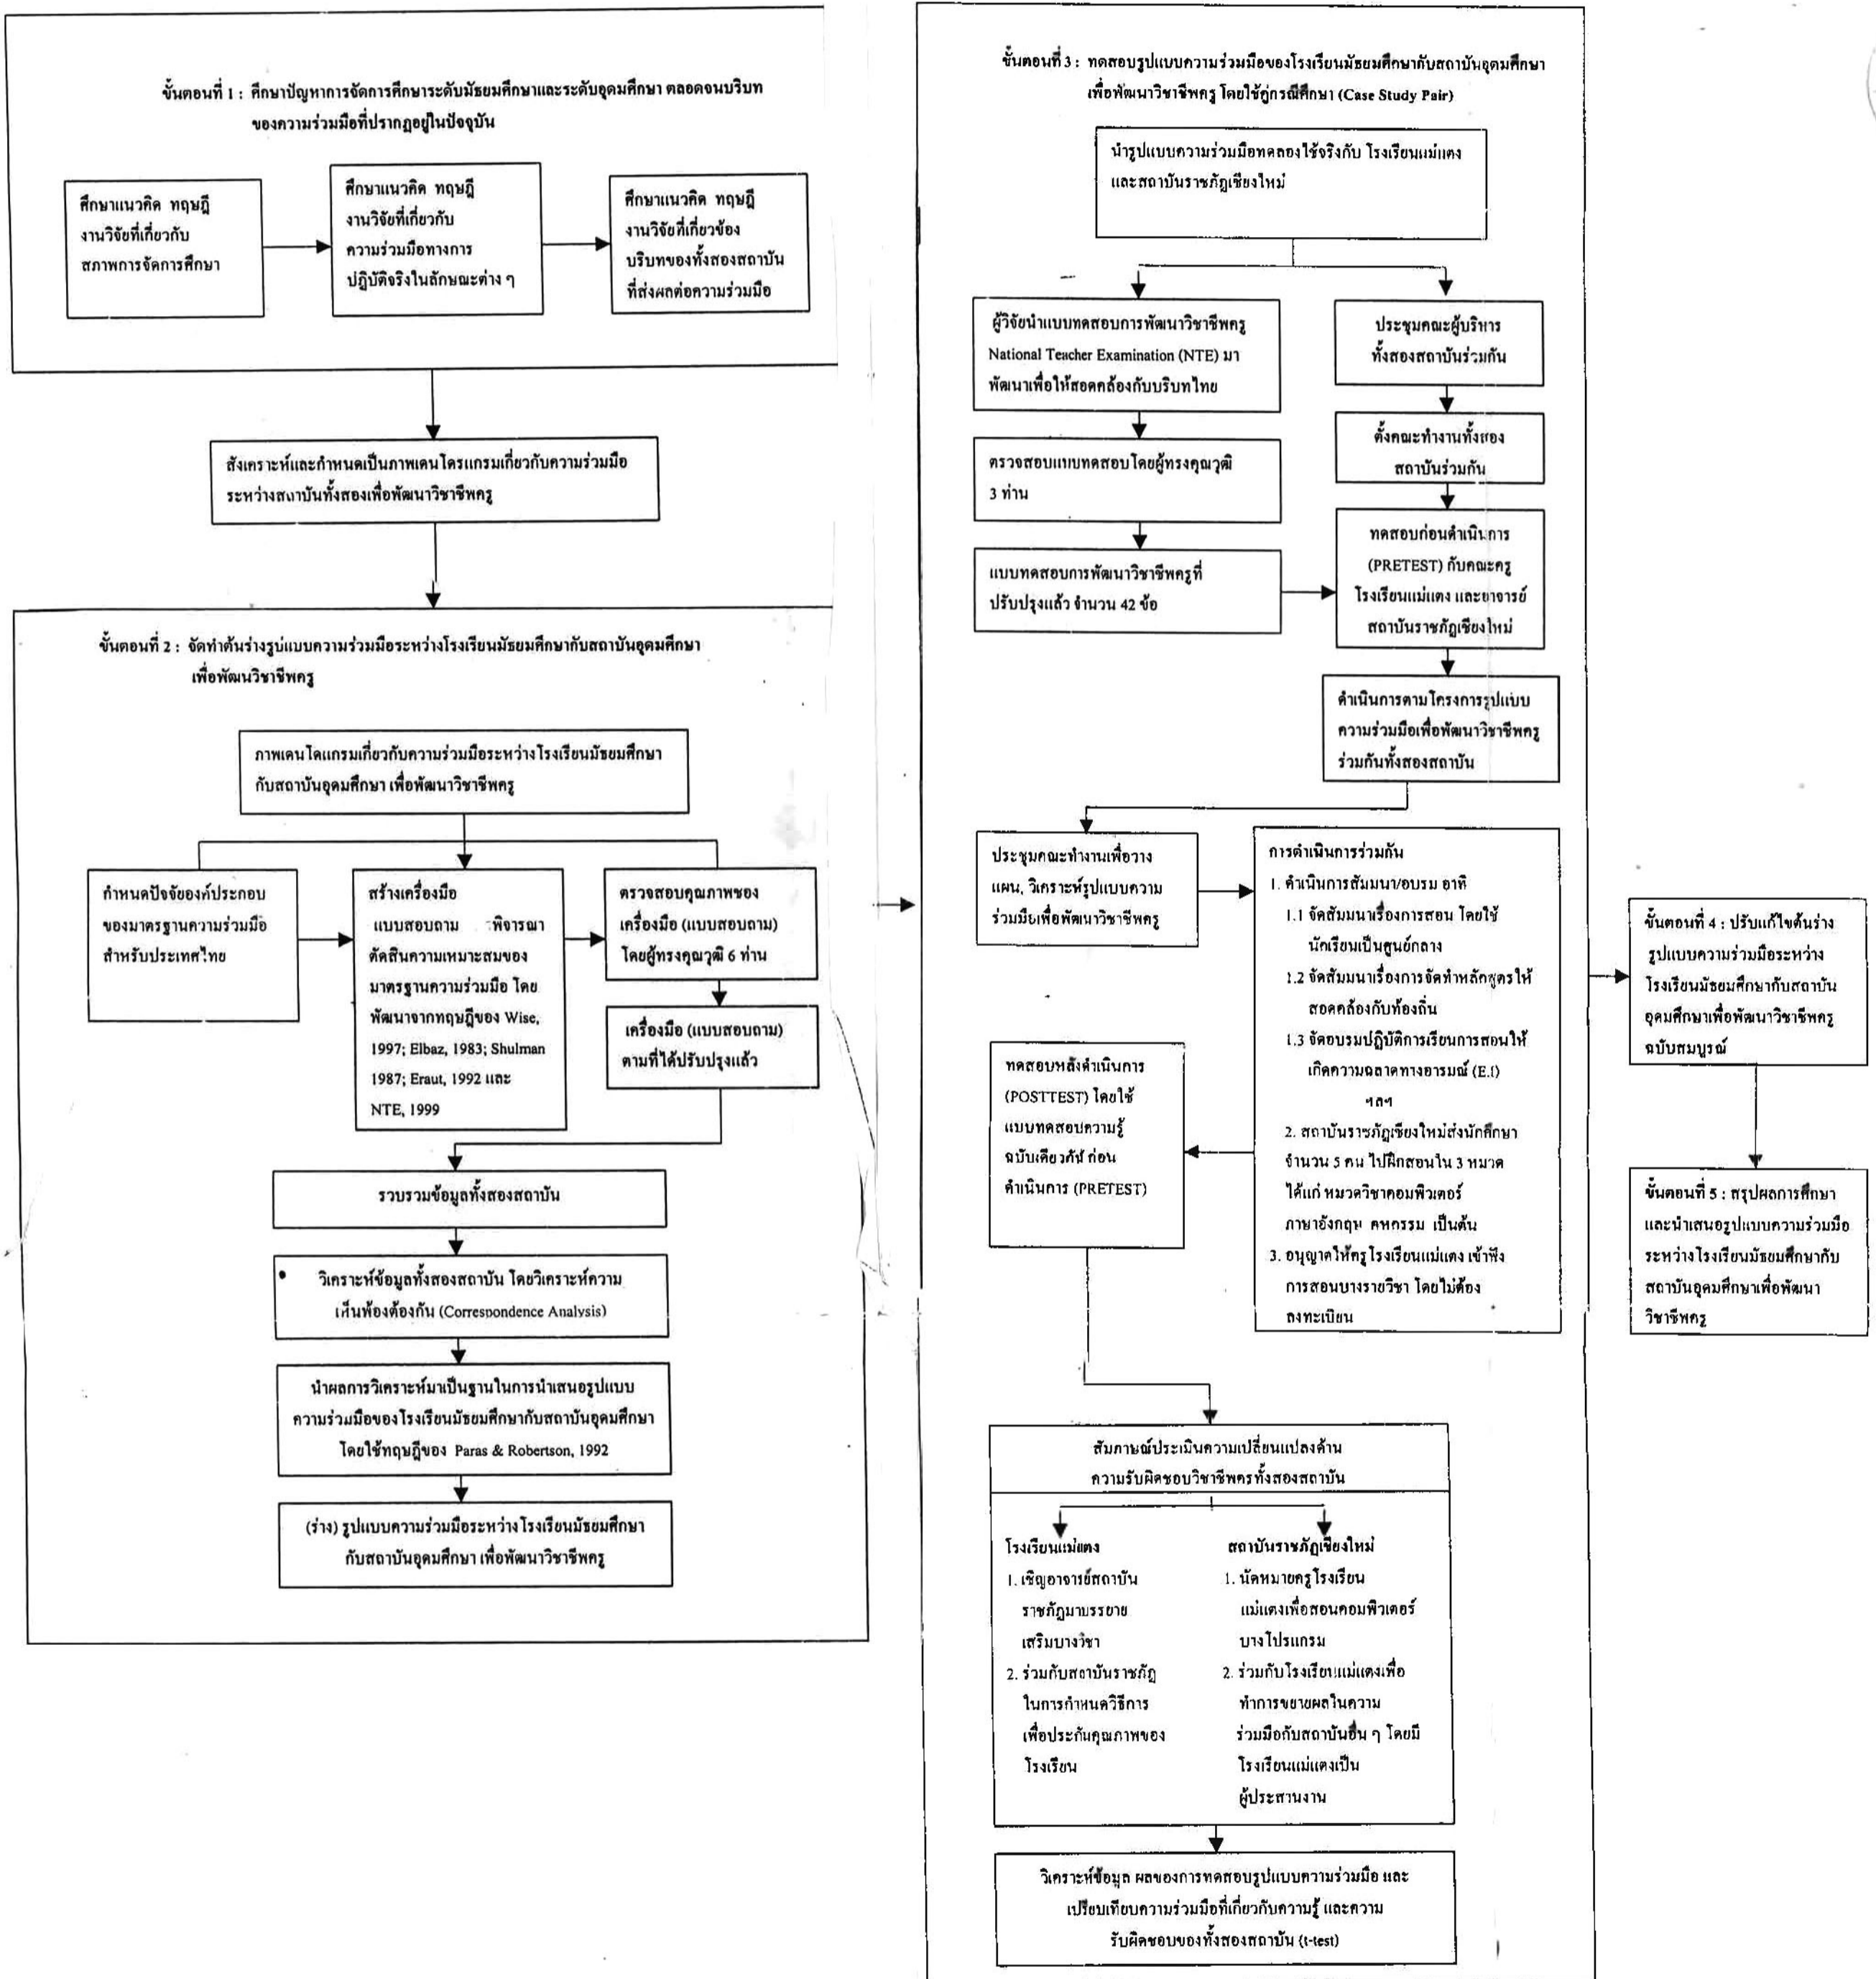 ขั้นตอนที่ 1 : ศึกษาปัญหาการจัดการศึกษาระดับมัธยมศึกษาและระดับอุดมศึกษา ตลอดจนบริบท
ของความร่วมมือที่ปรากฏอยู่ในปัจจุบัน
ศึกษาแนวคิด ทฤษฎี
งานวิจัยที่เกี่ยวกับ
สภาพการจัดการศึกษา
ศึกษาแนวคิด ทฤษฎี
งานวิจัยที่เกี่ยวกับ
ความร่วมมือทางการ
ปฏิบัติจริงในลักษณะต่าง ๆ
ศึกษาแนวคิด ทฤษฎี
งานวิจัยที่เกี่ยวข้อง
บริบทของทั้งสองสถาบัน
ที่ส่งผลต่อความร่วมมือ
สังเคราะห์และกำหนดเป็นภาพเดนโดรแกรมเกี่ยวกับความร่วมมือ
ระหว่างสถาบันทั้งสองเพื่อพัฒนาวิชาชีพครู
ขั้นตอนที่ 2 : จัดทำต้นร่างรูปแบบความร่วมมือระหว่างโรงเรียนมัธยมศึกษากับสถาบันอุดมศึกษา
เพื่อพัฒนวิชาชีพครู
ภาพเดนโดแกรมเกี่ยวกับความร่วมมือระหว่างโรงเรียนมัธยมศึกษา
กับสถาบันอุดมศึกษา เพื่อพัฒนาวิชาชีพครู
กำหนดปัจจัยองค์ประกอบ
ของมาตรฐานความร่วมมือ
สำหรับประเทศไทย
สร้างเครื่องมือ
แบบสอบถาม พิจารณา
ตัดสินความเหมาะสมของ
มาตรฐานความร่วมมือ โดย
พัฒนาจากทฤษฎีของ Wise,
1997; Elbaz, 1983; Shulman
1987; Eraut, 1992 และ
NTE, 1999
ตรวจสอบคุณภาพของ
เครื่องมือ (แบบสอบถาม)
โดยผู้ทรงคุณวุฒิ 6 ท่าน
เครื่องมือ (แบบสอบถาม)
ตามที่ได้ปรับปรุงแล้ว
รวบรวมข้อมูลทั้งสองสถาบัน
วิเคราะห์ข้อมูลทั้งสองสถาบัน โดยวิเคราะห์ความ
เห็นพ้องต้องกัน (Correspondence Analysis)
นำผลการวิเคราะห์มาเป็นฐานในการนำเสนอรูปแบบ
ความร่วมมือของโรงเรียนมัธยมศึกษากับสถาบันอุดมศึกษา
โดยใช้ทฤษฎีของ Paras & Robertson, 1992
(ร่าง) รูปแบบความร่วมมือระหว่างโรงเรียนมัธยมศึกษา
กับสถาบันอุดมศึกษา เพื่อพัฒนาวิชาชีพครู
ขั้นตอนที่ 3 : ทดสอบรูปแบบความร่วมมือของโรงเรียนมัธยมศึกษากับสถาบันอุดมศึกษา
เพื่อพัฒนาวิชาชีพครู โดยใช้คู่กรณีศึกษา (Case Study Pair)
นำรูปแบบความร่วมมือทดลองใช้จริงกับ โรงเรียนแม่แตง
และสถาบันราชภัฏเชียงใหม่
ผู้วิจัยนำแบบทดสอบการพัฒนาวิชาชีพครู
National Teacher Examination (NTE) มา
พัฒนาเพื่อให้สอดคล้องกับบริบทไทย
ตรวจสอบแบบทดสอบโดยผู้ทรงคุณวุฒิ
3 ท่าน
แบบทดสอบการพัฒนาวิชาชีพครูที่
ปรับปรุงแล้ว จำนวน 42 ข้อ
ประชุมคณะผู้บริหาร
ทั้งสองสถาบันร่วมกัน
ตั้งคณะทำงานทั้งสอง
สถาบันร่วมกัน
ทดสอบก่อนดำเนินการ
(PRETEST) กับคณะครู
โรงเรียนแม่แตง และอาจารย์
สถาบันราชภัฏเชียงใหม่
ดำเนินการตามโครงการรูปแบบ
ความร่วมมือเพื่อพัฒนาวิชาชีพครู
ร่วมกันทั้งสองสถาบัน
ประชุมคณะทำงานเพื่อวาง
แผน, วิเคราะห์รูปแบบความ
ร่วมมือเพื่อพัฒนาวิชาชีพครู
การดำเนินการร่วมกัน
1. ดำเนินการสัมมนา/อบรม อาทิ
1.1 จัดสัมมนาเรื่องการสอน โดยใช้
นักเรียนเป็นศูนย์กลาง
1.2 จัดสัมมนาเรื่องการจัดทำหลักสูตรให้
สอดคล้องกับท้องถิ่น
1.3 จัดอบรมปฏิบัติการเรียนการสอนให้
เกิดความฉลาดทางอารมณ์ (E.I)
ฯลฯ
2. สถาบันราชภัฏเชียงใหม่ส่งนักศึกษา
จำนวน 5 คน ไปฝึกสอนใน 3 หมวด
ได้แก่ หมวดวิชาคอมพิวเตอร์
ภาษาอังกฤษ คหกรรม เป็นต้น
3. อนุญาตให้ครูโรงเรียนแม่แตง เข้าฟัง
การสอนบางรายวิชา โดยไม่ต้อง
ลงทะเบียน
ทดสอบหลังดำเนินการ
(POSTTEST) โดยใช้
แบบทดสอบความรู้
ฉบับเดียวกัน ก่อน
ดำเนินการ (PRETEST)
สัมภาษณ์ประเมินความเปลี่ยนแปลงด้าน
ความรับผิดชอบวิชาชีพครูทั้งสองสถาบัน
โรงเรียนแม่แตง
1. เชิญอาจารย์สถาบัน
ราชภัฏมาบรรยาย
เสริมบางวิชา
2. ร่วมกับสถาบันราชภัฏ
ในการกำหนดวิธีการ
เพื่อประกันคุณภาพของ
โรงเรียน
สถาบันราชภัฏเชียงใหม่
1. นัดหมายครูโรงเรียน
แม่แตงเพื่อสอนคอมพิวเตอร์
บางโปรแกรม
2. ร่วมกับโรงเรียนแม่แตงเพื่อ
ทำการขยายผลในความ
ร่วมมือกับสถาบันอื่น ๆ โดยมี
โรงเรียนแม่แตงเป็น
ผู้ประสานงาน
วิเคราะห์ข้อมูล ผลของการทดสอบรูปแบบความร่วมมือ และ
เปรียบเทียบความร่วมมือที่เกี่ยวกับความรู้ และความ
รับผิดชอบของทั้งสองสถาบัน (t-test)
ขั้นตอนที่ 4 : ปรับแก้ไขต้นร่าง
รูปแบบความร่วมมือระหว่าง
โรงเรียนมัธยมศึกษากับสถาบัน
อุดมศึกษาเพื่อพัฒนาวิชาชีพครู
ฉบับสมบูรณ์
ขั้นตอนที่ 5 : สรุปผลการศึกษา
และนำเสนอรูปแบบความร่วมมือ
ระหว่างโรงเรียนมัธยมศึกษากับ
สถาบันอุดมศึกษาเพื่อพัฒนา
วิชาชีพครู